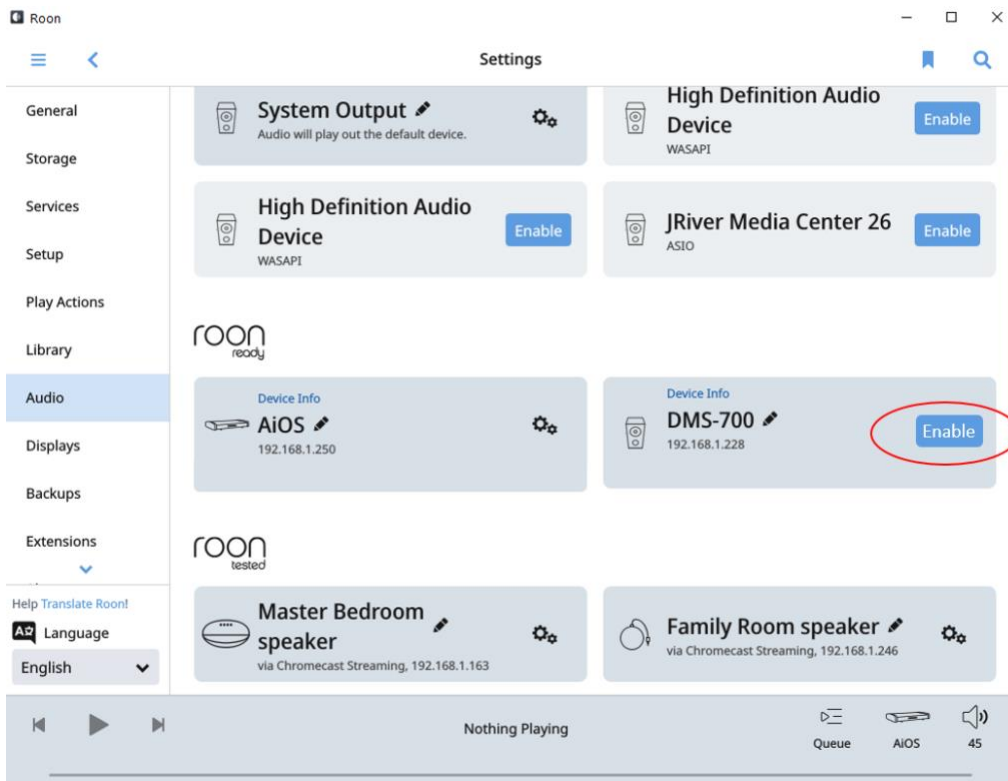 Roon
Settings
General
Storage
Services
Setup
Play Actions
Library
Audio
Displays
Backups
Extensions
Help Translate Roon!
Language
English
System Output
Audio will play out the default device.
High Definition Audio
Device
WASAPI
Enable
High Definition Audio
Device
WASAPI
Enable
JRiver Media Center 26
ASIO
Enable
roon
ready
Device Info
AiOS
192.168.1.250
Device Info
DMS-700
192.168.1.228
Enable
roon
tested
Master Bedroom
speaker
via Chromecast Streaming, 192.168.1.163
Family Room speaker
via Chromecast Streaming, 192.168.1.246
Nothing Playing
Queue
AiOS
45